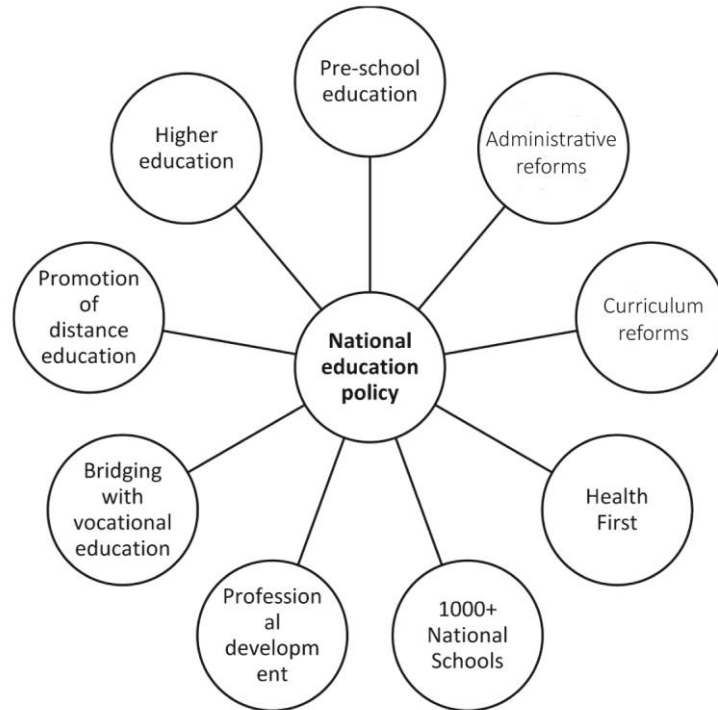 Pre-school
education
Administrative
reforms
Curriculum
reforms
Health
First
1000+
National
Schools
Profession
al
developm
ent
Bridging
with
vocational
education
Promotion
of
distance
education
Higher
education
National
education
policy